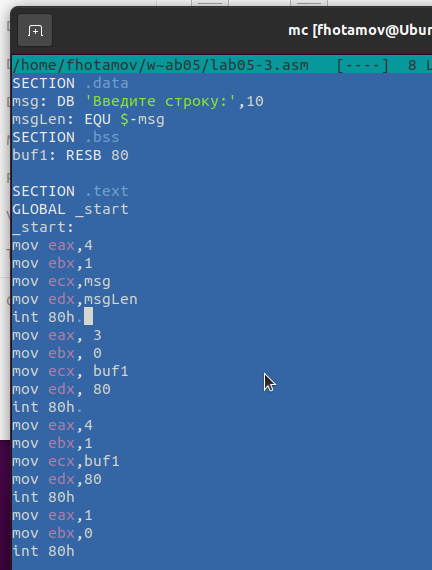 mc [fhotamov@Ubun
/home/fhotamov/w~ab05/lab05-3.asm [----] 8 L
SECTION .data
msg: DB 'Введите строку:',10
msgLen: EQU $-msg
SECTION .bss
buf1: RESB 80
SECTION .text
GLOBAL _start
_start:
mov eax,4
mov ebx,1
mov ecx,msg
mov edx,msgLen
int 80h.
mov eax, 3
mov ebx, 0
mov ecx, buf1
mov edx, 80
int 80h.
mov eax,4
mov ebx,1
mov ecx,buf1
mov edx,80
int 80h
mov eax,1
mov ebx,0
int 80h